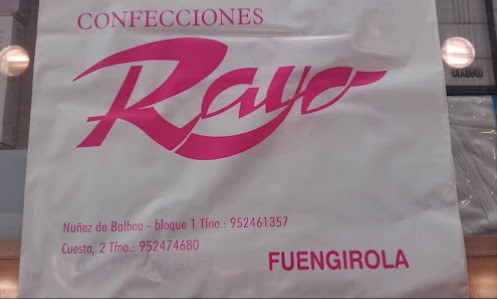 CONFECCIONES
Rayo
Nuñez de Balboa - bloque 1 Tfno.: 952461357
Cuesta, 2 Tfno.: 952474680
FUENGIROLA